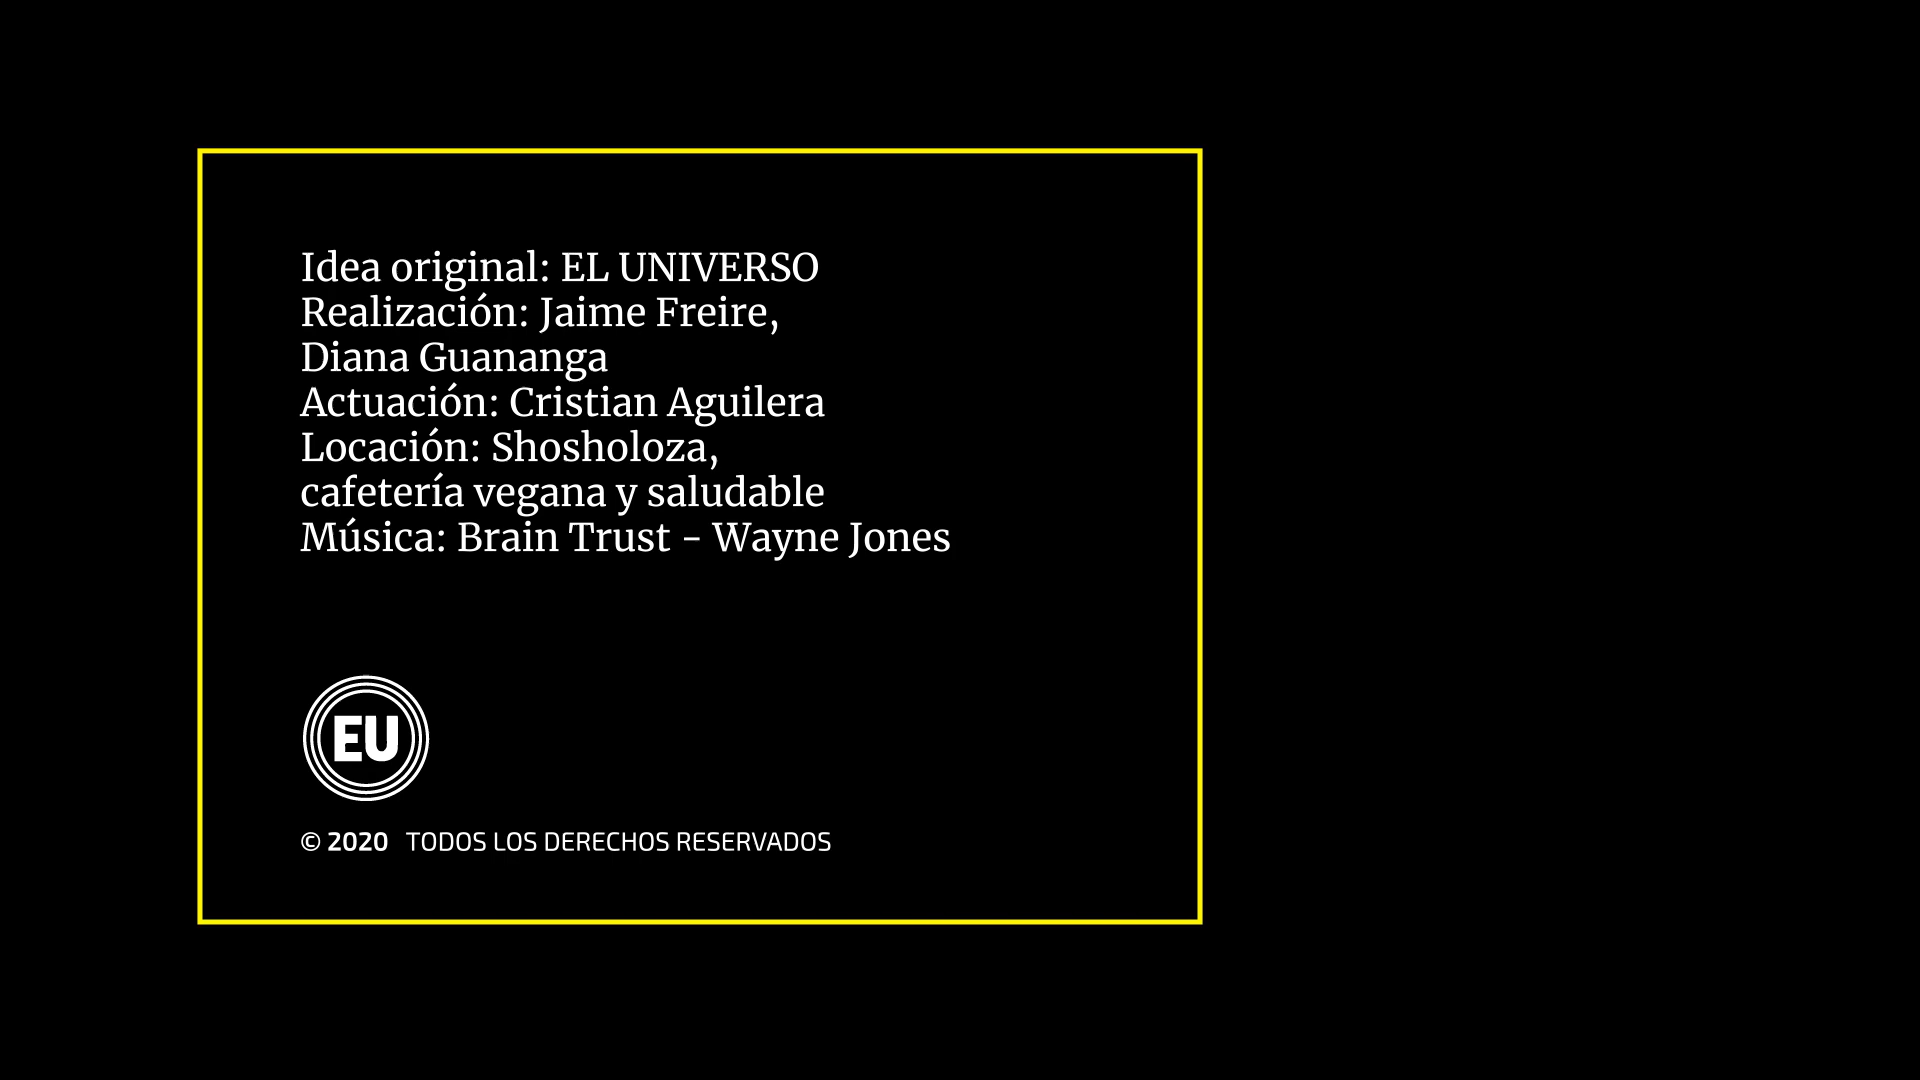 Idea original: EL UNIVERSO
Realización: Jaime Freire,
Diana Guananga
Actuación: Cristian Aguilera
Locación: Shosholoza,
cafetería vegana y saludable
Música: Brain Trust - Wayne Jones
EU
© 2020 TODOS LOS DERECHOS RESERVADOS